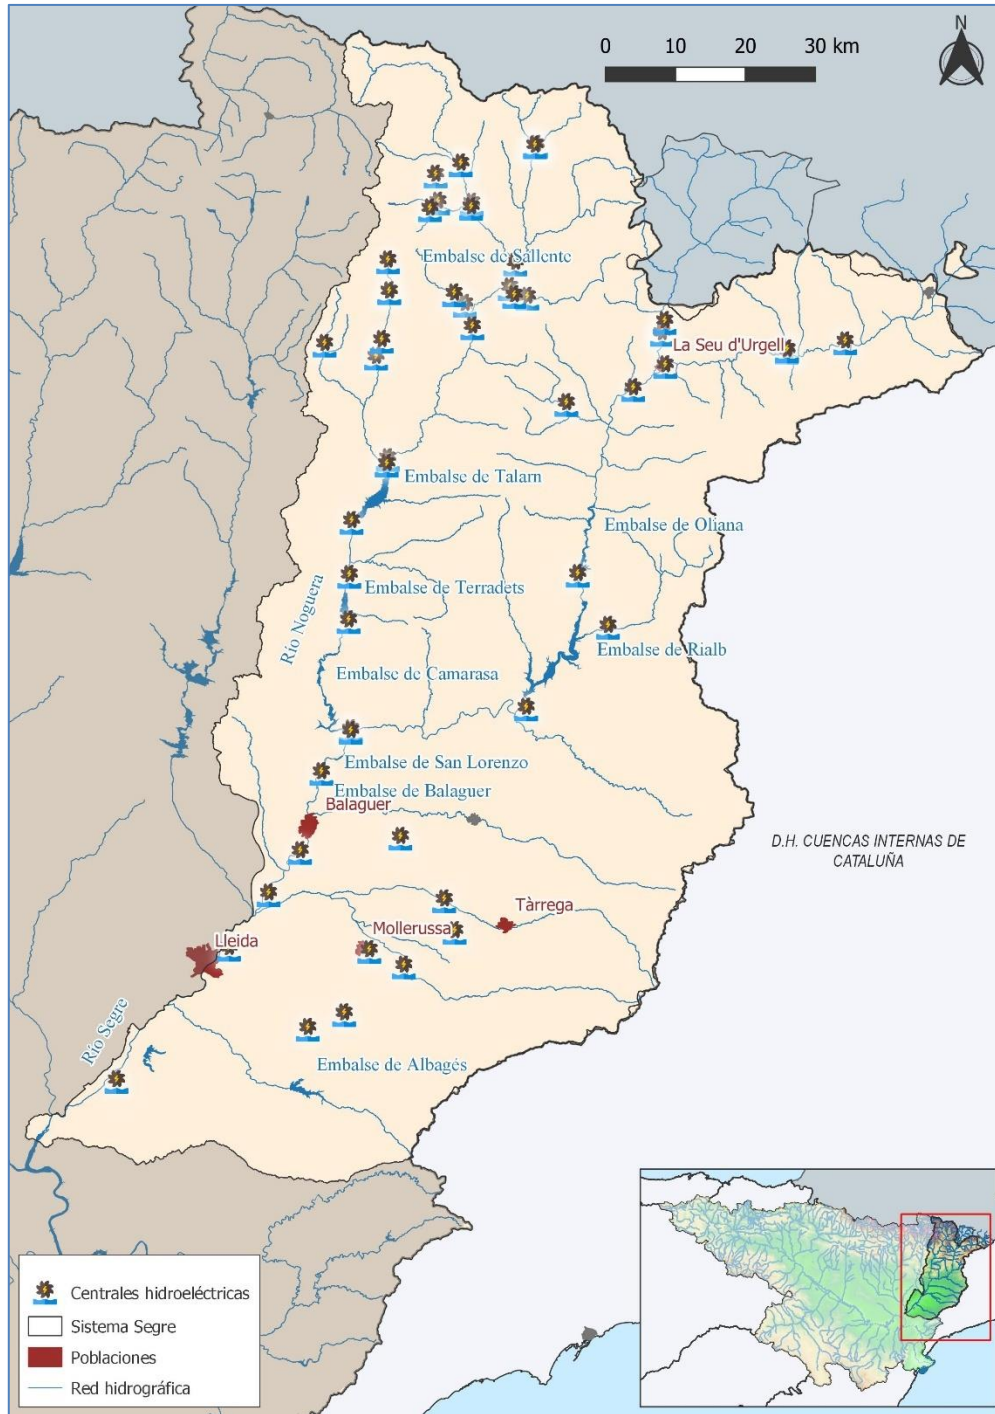 N
0 10 20 30 km
Embalse de Sallente
La Seu d'Urgell
Embalse de Talarn
Embalse de Oliana
Embalse de Terradets
Río Noguera
Embalse de Rialb
Embalse de Camarasa
Embalse de San Lorenzo
Embalse de Balaguer
Balaguer
D.H. CUENCAS INTERNAS DE
CATALUÑA
Tàrrega
Mollerussa
Lleida
Río Segre
Embalse de Albagés
Centrales hidroeléctricas
Sistema Segre
Poblaciones
Red hidrográfica